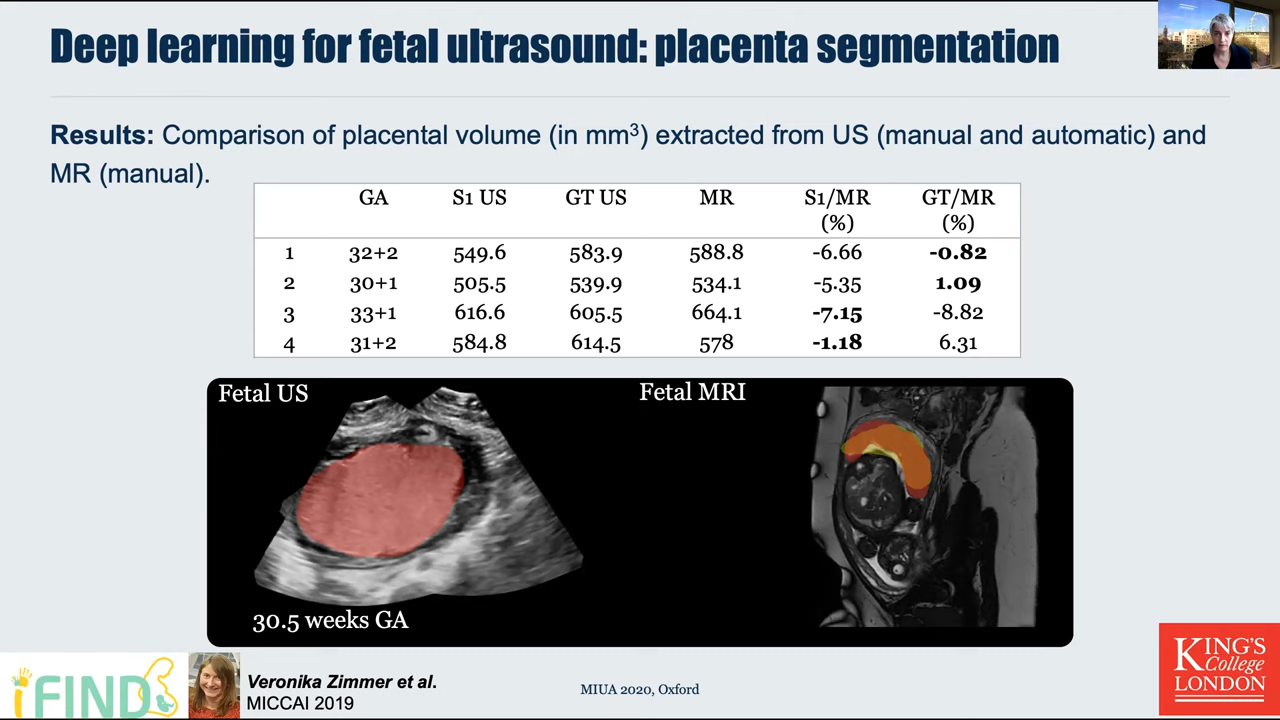 Deep learning for fetal ultrasound: placenta segmentation
Results: Comparison of placental volume (in mm³) extracted from US (manual and automatic) and
MR (manual).
GA S1 US GT US MR S1/MR (%) GT/MR (%)
1 32+2 549.6 583.9 588.8 -6.66 -0.82
2 30+1 505.5 539.9 534.1 -5.35 1.09
3 33+1 616.6 605.5 664.1 -7.15 -8.82
4 31+2 584.8 614.5 578 -1.18 6.31
Fetal US
Fetal MRI
30.5 weeks GA
iFIND
Veronika Zimmer et al.
MICCAI 2019
MIUA 2020, Oxford
KING'S
College
LONDON